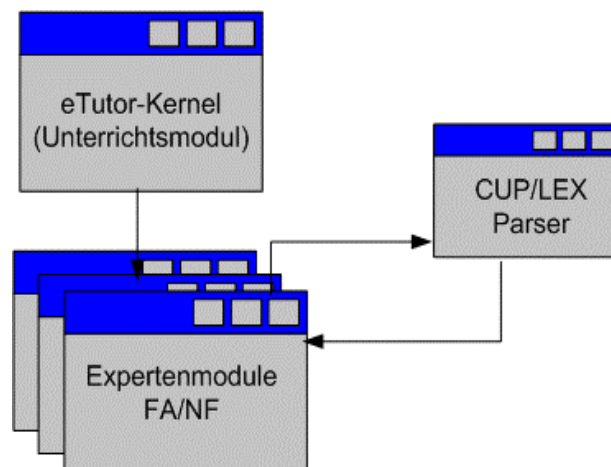 eTutor-Kernel
(Unterrichtsmodul)
CUP/LEX
Parser
Expertenmodule
FA/NF